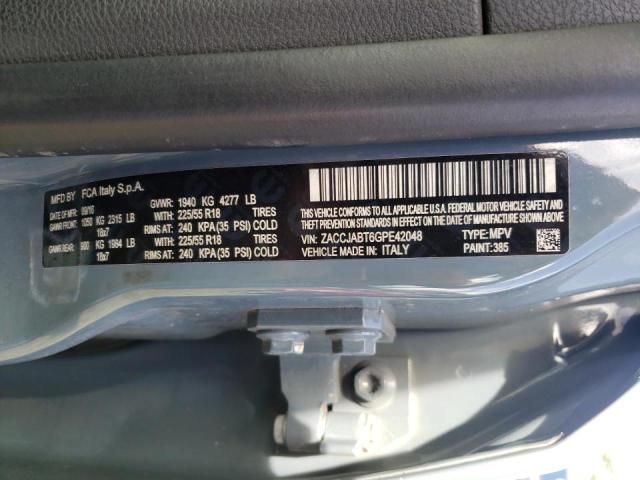 MFD BY FCA Italy S.p.A.
DATE OF MFR: 09/16 GVWR: 1940 KG 4277 LB
GAWR FRONT: 1050 KG 2315 LB 225/55 R18 TIRES
18x7 RIMS AT: 240 KPA (35 PSI) COLD
GAWR REAR: 900 KG 1984 LB 225/55 R18 TIRES
18x7 RIMS AT: 240 KPA (35 PSI) COLD
THIS VEHICLE CONFORMS TO ALL APPLICABLE U.S.A. FEDERAL MOTOR VEHICLE
SAFETY, BUMPER, AND THEFT PREVENTION STANDARDS IN EFFECT ON THE DATE OF MANUFACTURE SHOWN ABOVE.
VIN: ZACCJABT6GPE42048 TYPE: MPV
VEHICLE MADE IN: ITALY PAINT: 385